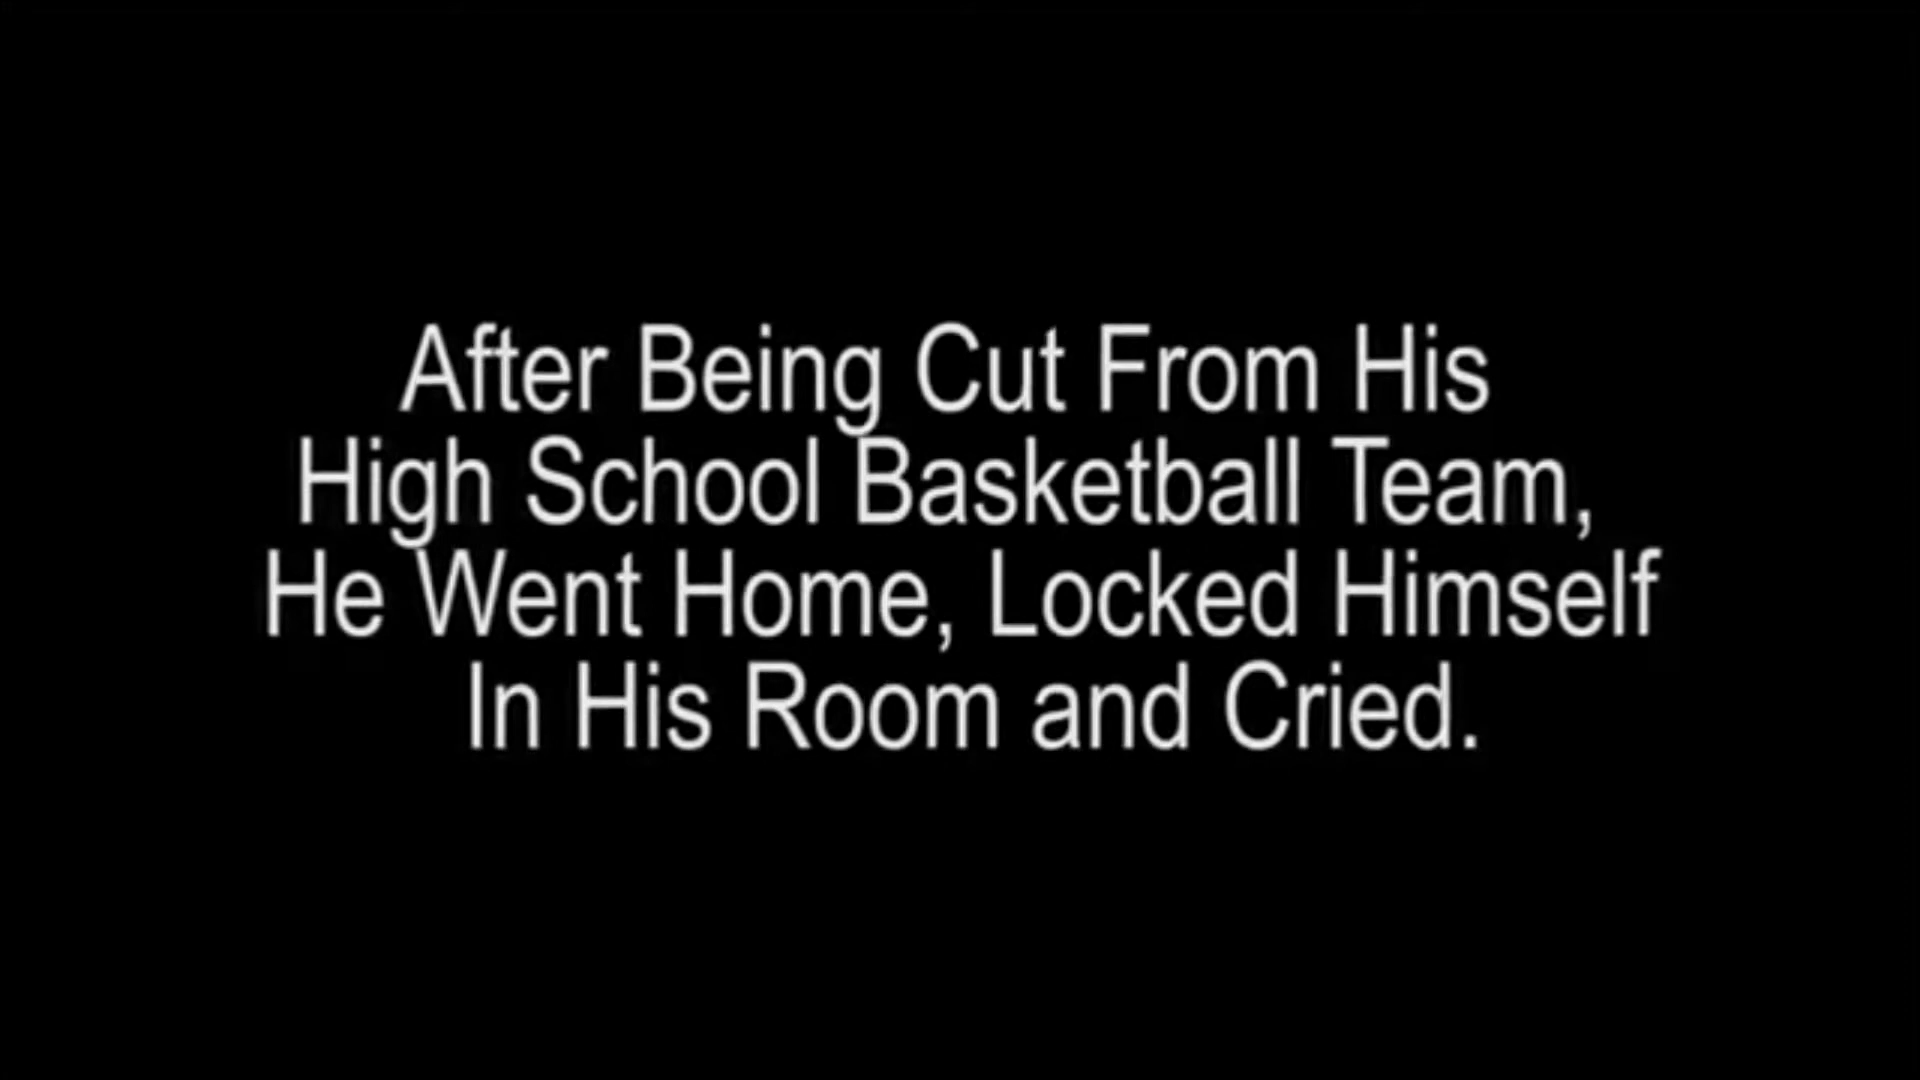 After Being Cut From His
High School Basketball Team,
He Went Home, Locked Himself
In His Room and Cried.